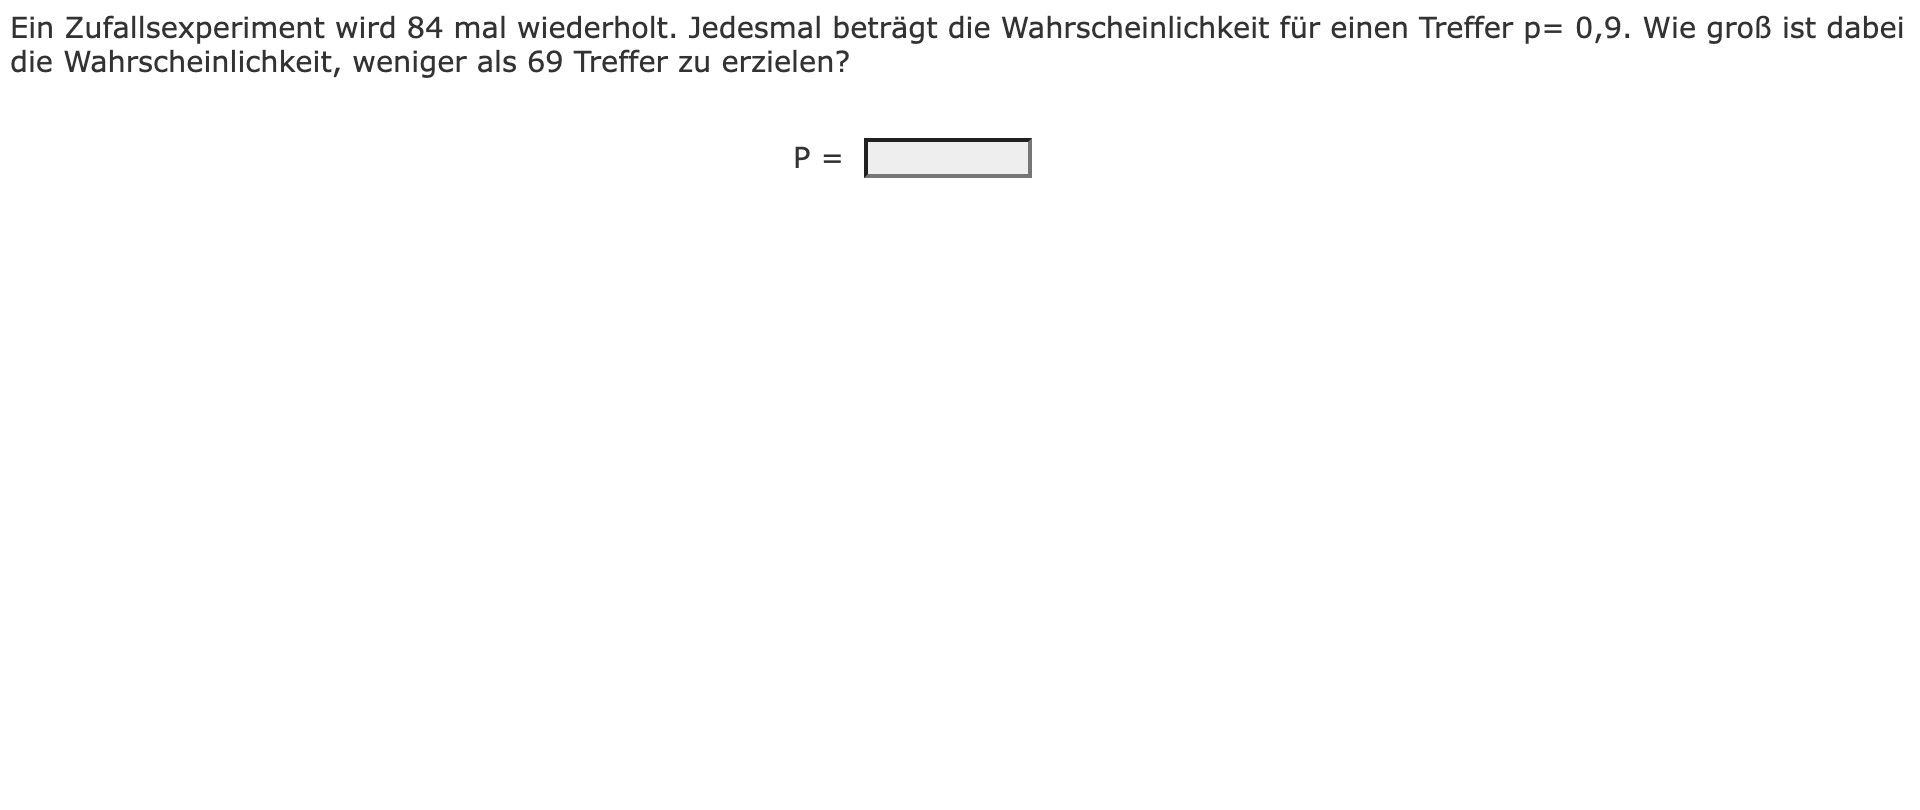 Ein Zufallsexperiment wird 84 mal wiederholt. Jedesmal beträgt die Wahrscheinlichkeit für einen Treffer p= 0,9. Wie groß ist dabei
die Wahrscheinlichkeit, weniger als 69 Treffer zu erzielen?
P =